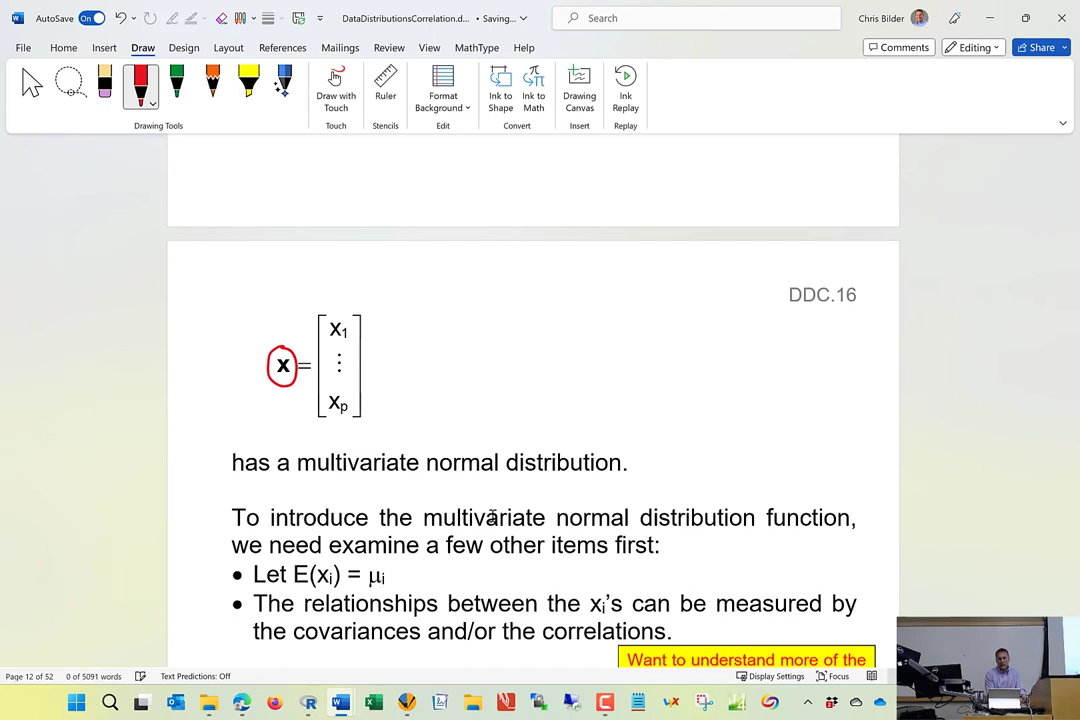 AutoSave On DataDistributionsCorrelation.d... • Saving... Search Chris Bilder
File Home Insert Draw Design Layout References Mailings Review View MathType Help Comments Editing Share
Draw with Touch Ruler Format Background Ink to Shape Ink to Math Drawing Canvas Ink Replay
Drawing Tools Touch Stencils Edit Convert Insert Replay
DDC.16
x = [x1 ⋮ xp]
has a multivariate normal distribution.
To introduce the multivariate normal distribution function,
we need examine a few other items first:
• Let E(xi) = μi
• The relationships between the xi's can be measured by
the covariances and/or the correlations.
Want to understand more of the
Page 12 of 52 0 of 5091 words Text Predictions: Off Display Settings Focus